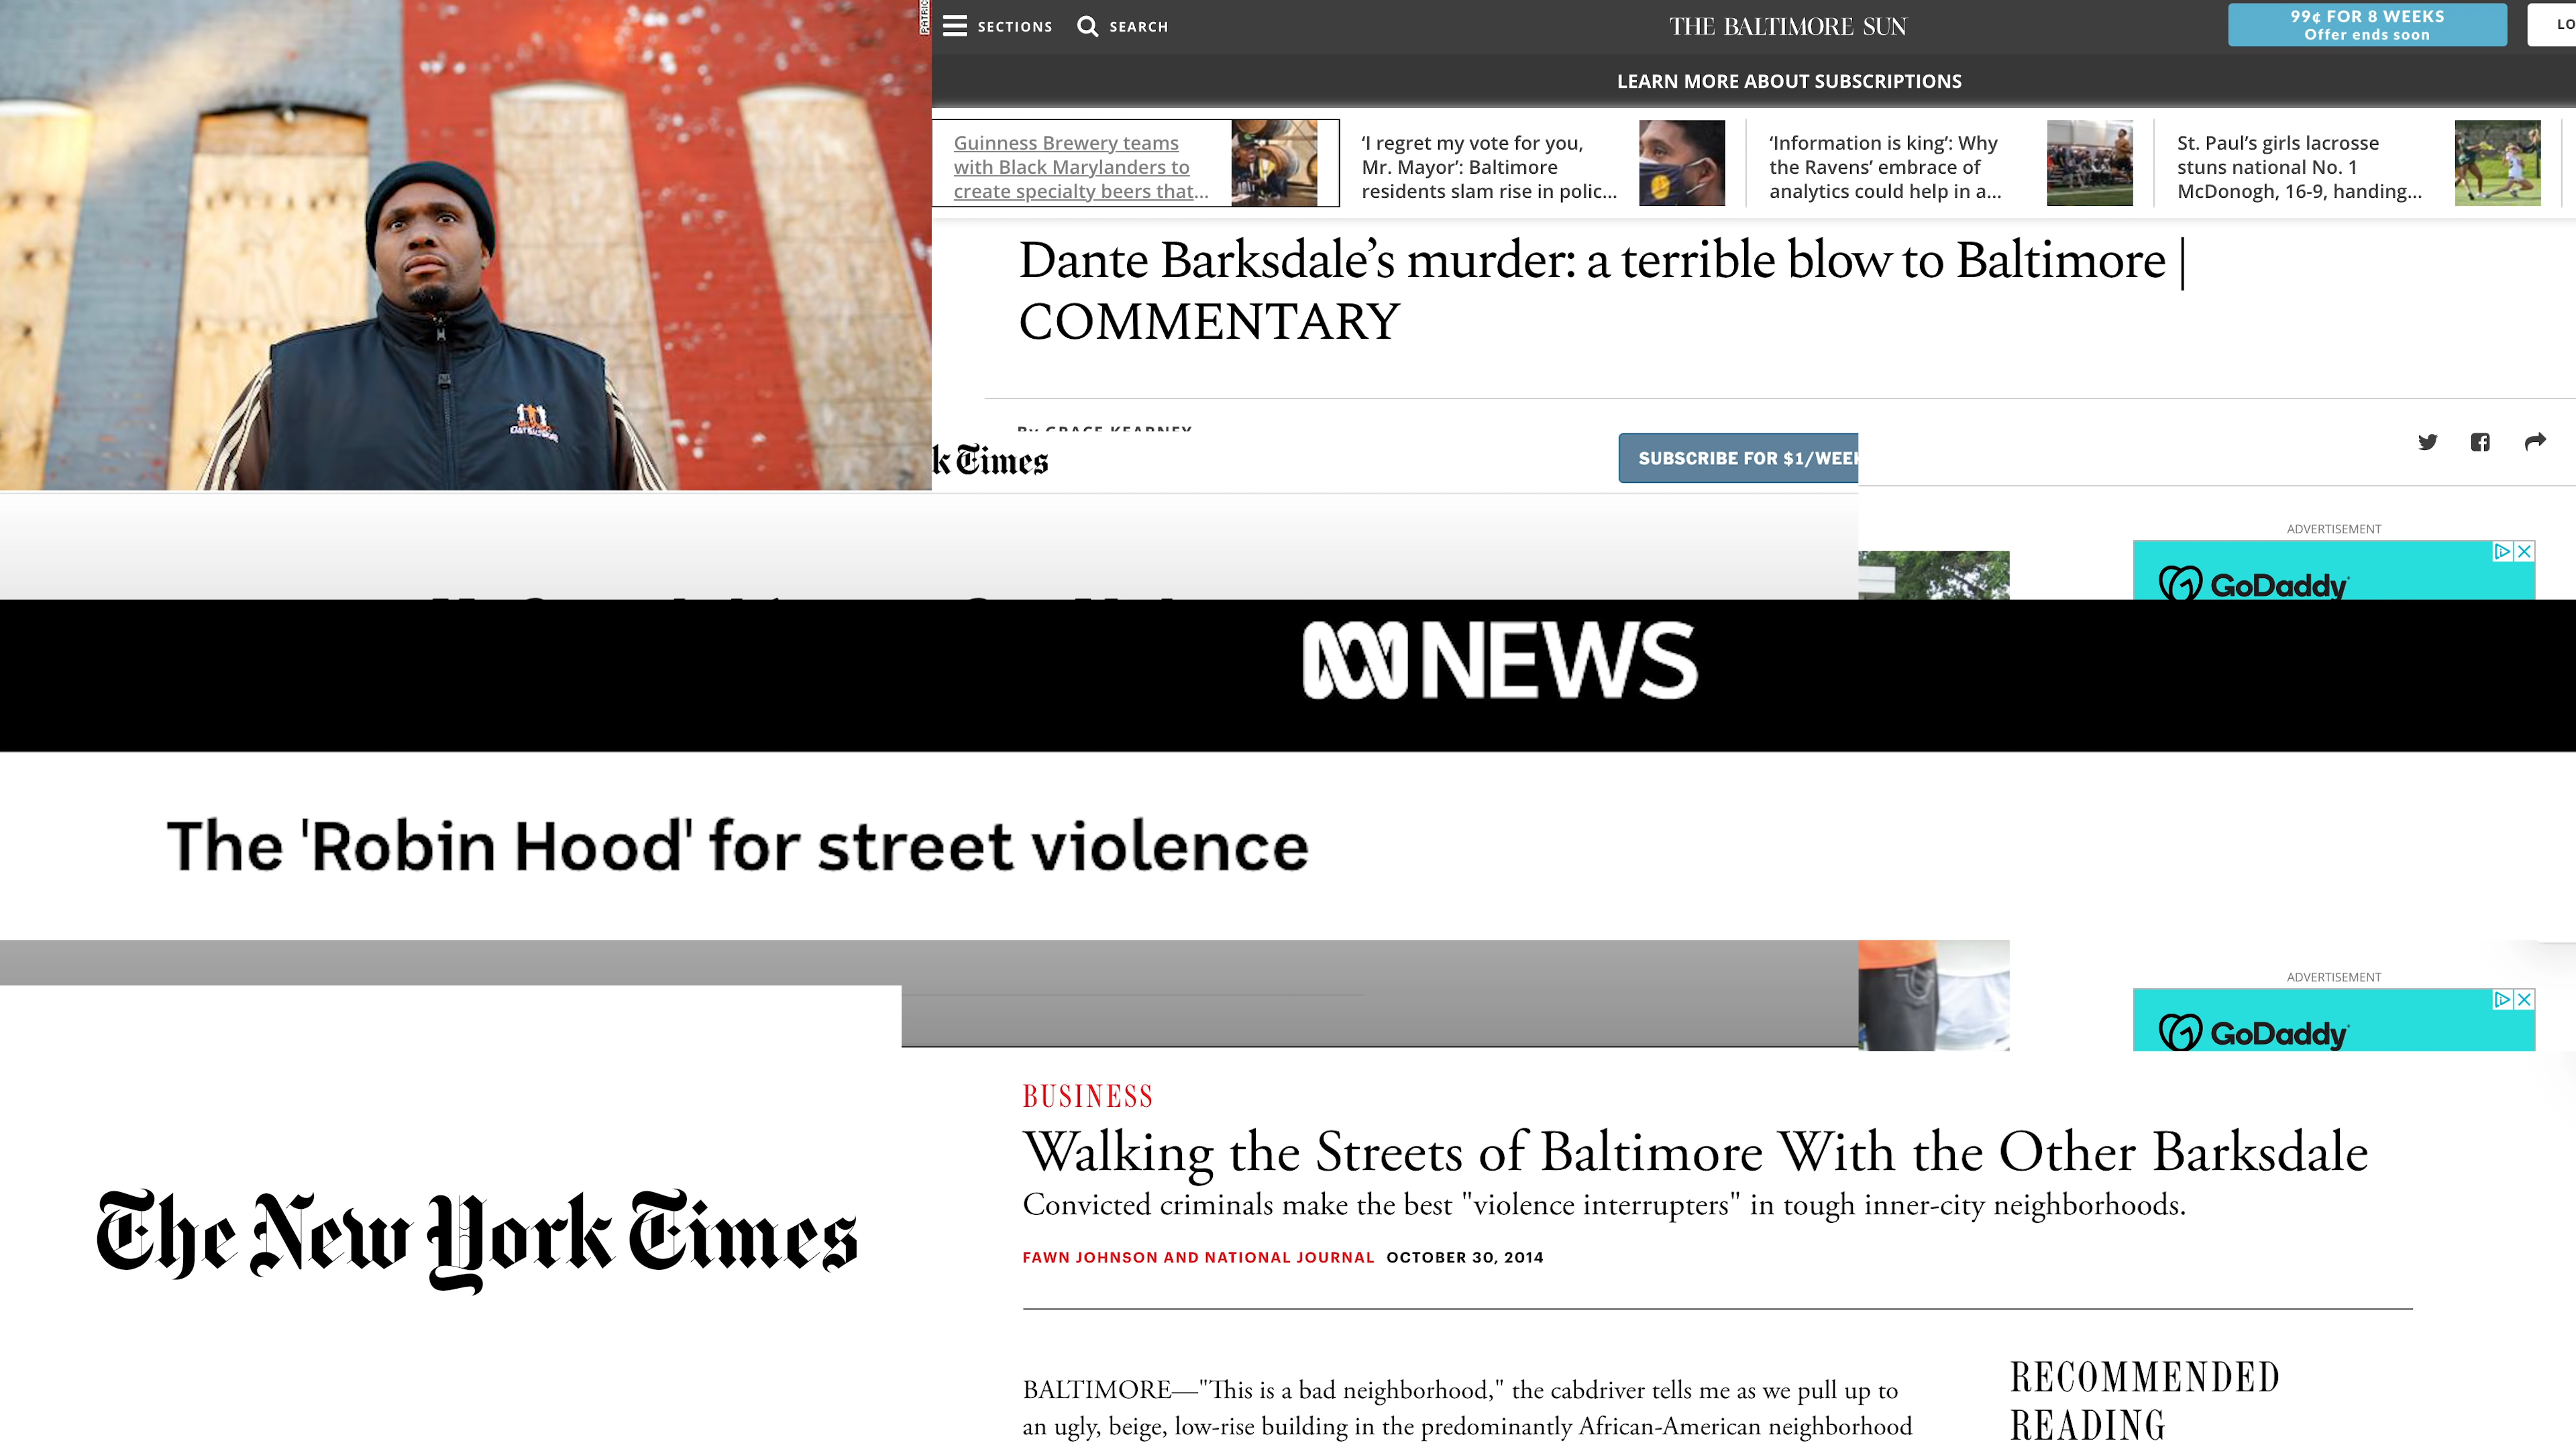 SECTIONS SEARCH THE BALTIMORE SUN 99¢ FOR 8 WEEKS
Offer ends soon
LEARN MORE ABOUT SUBSCRIPTIONS
Guinness Brewery teams
with Black Marylanders to
create specialty beers that...
'I regret my vote for you,
Mr. Mayor': Baltimore
residents slam rise in polic...
'Information is king': Why
the Ravens' embrace of
analytics could help in a...
St. Paul's girls lacrosse
stuns national No. 1
McDonogh, 16-9, handing...
Dante Barksdale's murder: a terrible blow to Baltimore |
COMMENTARY
By GRACE KEARNEY
k Times SUBSCRIBE FOR $1/WEEK
ADVERTISEMENT
GoDaddy
NEWS
The 'Robin Hood' for street violence
ADVERTISEMENT
GoDaddy
BUSINESS
Walking the Streets of Baltimore With the Other Barksdale
Convicted criminals make the best "violence interrupters" in tough inner-city neighborhoods.
FAWN JOHNSON AND NATIONAL JOURNAL OCTOBER 30, 2014
The New York Times
BALTIMORE—"This is a bad neighborhood," the cabdriver tells me as we pull up to
an ugly, beige, low-rise building in the predominantly African-American neighborhood
RECOMMENDED
READING